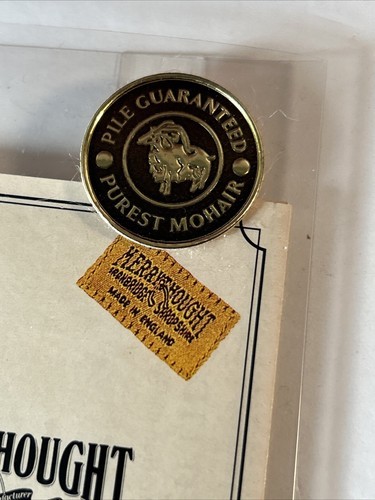 PILE GUARANTEED
PUREST MOHAIR
MERRYTHOUGHT
IRONBRIDGE SHROPSHIRE
MADE IN ENGLAND
HOUGHT